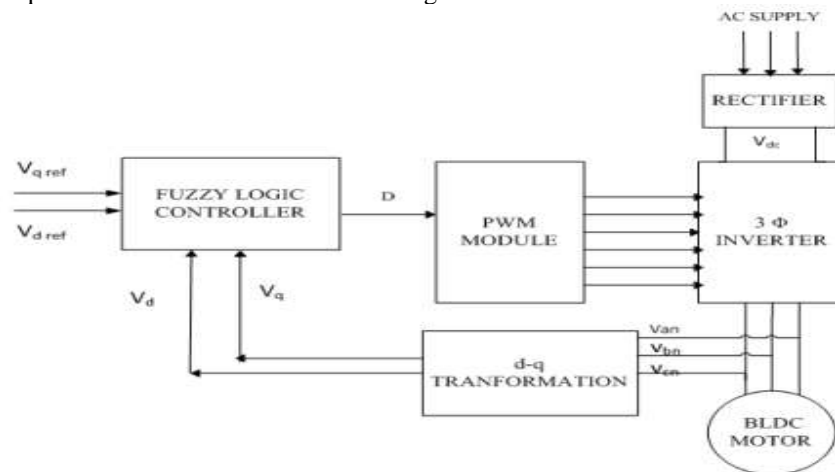 AC SUPPLY
RECTIFIER
Vdc
Vq ref
Vd ref
FUZZY LOGIC
CONTROLLER
D
PWM
MODULE
3 Φ
INVERTER
Vd
Vq
d-q
TRANFORMATION
Van
Vbn
Vcn
BLDC
MOTOR